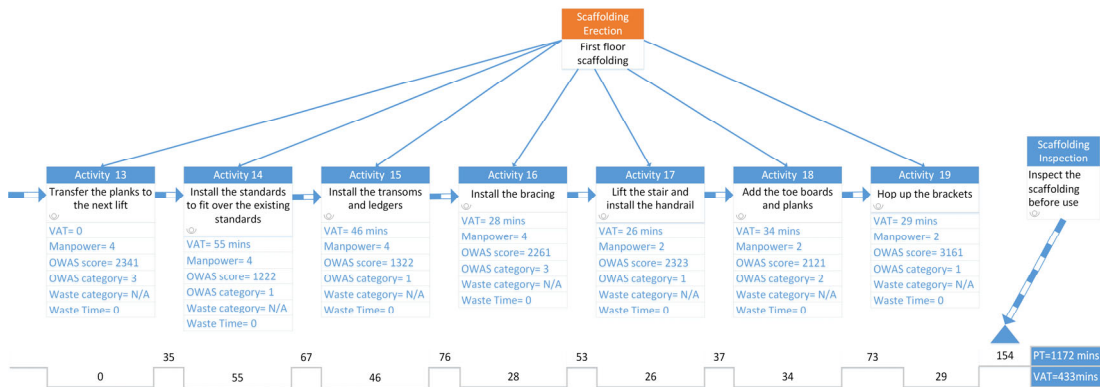 Scaffolding
Erection
First floor
scaffolding
Activity 13
Transfer the planks to
the next lift
VAT= 0
Manpower= 4
OWAS score= 2341
OWAS category= 3
Waste category= N/A
Waste Time= 0
Activity 14
Install the standards
to fit over the existing
standards
VAT= 55 mins
Manpower= 4
OWAS score= 1222
OWAS category= 1
Waste category= N/A
Waste Time= 0
Activity 15
Install the transoms
and ledgers
VAT= 46 mins
Manpower= 4
OWAS score= 1322
OWAS category= 1
Waste category= N/A
Waste Time= 0
Activity 16
Install the bracing
VAT= 28 mins
Manpower= 4
OWAS score= 2261
OWAS category= 3
Waste category= N/A
Waste Time= 0
Activity 17
Lift the stair and
install the handrail
VAT= 26 mins
Manpower= 2
OWAS score= 2323
OWAS category= 1
Waste category= N/A
Waste Time= 0
Activity 18
Add the toe boards
and planks
VAT= 34 mins
Manpower= 2
OWAS score= 2121
OWAS category= 2
Waste category= N/A
Waste Time= 0
Activity 19
Hop up the brackets
VAT= 29 mins
Manpower= 2
OWAS score= 3161
OWAS category= 1
Waste category= N/A
Waste Time= 0
Scaffolding
Inspection
Inspect the
scaffolding
before use
35 67 76 53 37 73 154 PT=1172 mins
0 55 46 28 26 34 29 VAT=433mins